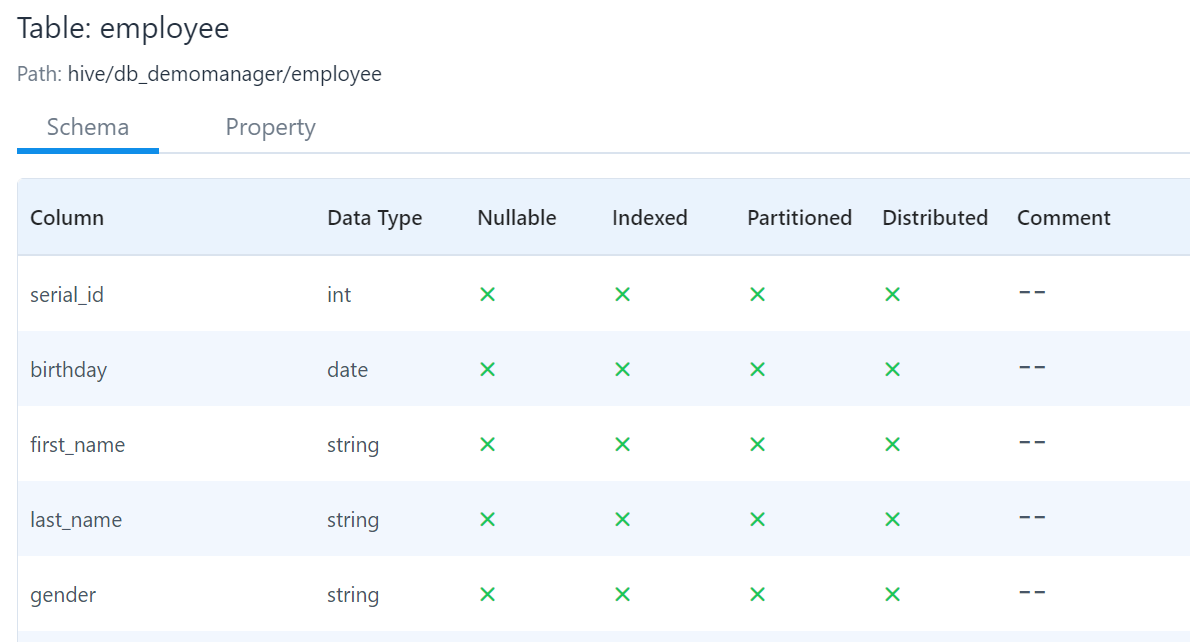 Table: employee
Path: hive/db_demomanager/employee
Schema Property
Column Data Type Nullable Indexed Partitioned Distributed Comment
serial_id int × × × × --
birthday date × × × × --
first_name string × × × × --
last_name string × × × × --
gender string × × × × --